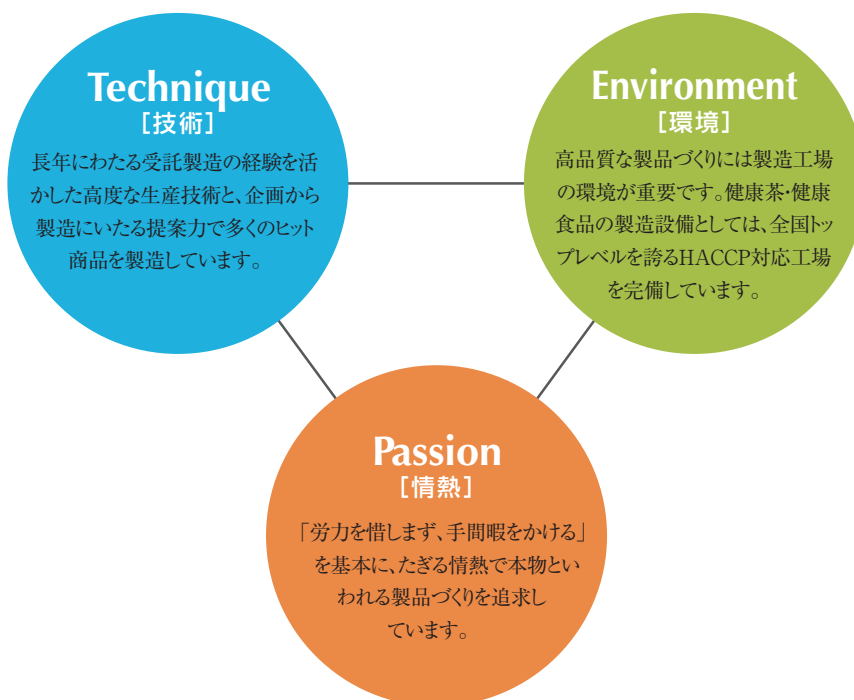 Technique
[技術]
長年にわたる受託製造の経験を活
かした高度な生産技術と、企画から
製造にいたる提案力で多くのヒット
商品を製造しています。
Environment
[環境]
高品質な製品づくりには製造工場
の環境が重要です。健康茶・健康
食品の製造設備としては、全国トッ
プレベルを誇るHACCP対応工場
を完備しています。
Passion
[情熱]
「労力を惜しまず、手間暇をかける」
を基本に、たぎる情熱で本物とい
われる製品づくりを追求し
ています。